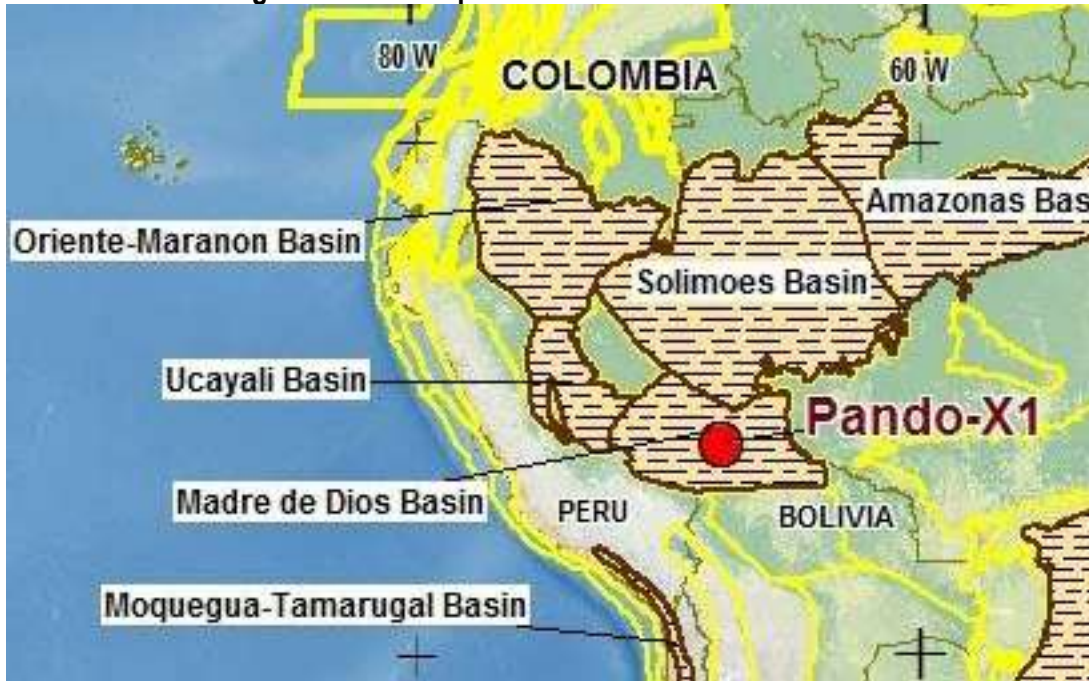 80 W
COLOMBIA
60 W
Amazonas Bas
Oriente-Maranon Basin
Solimoes Basin
Ucayali Basin
Pando-X1
Madre de Dios Basin
PERU
BOLIVIA
Moquegua-Tamarugal Basin